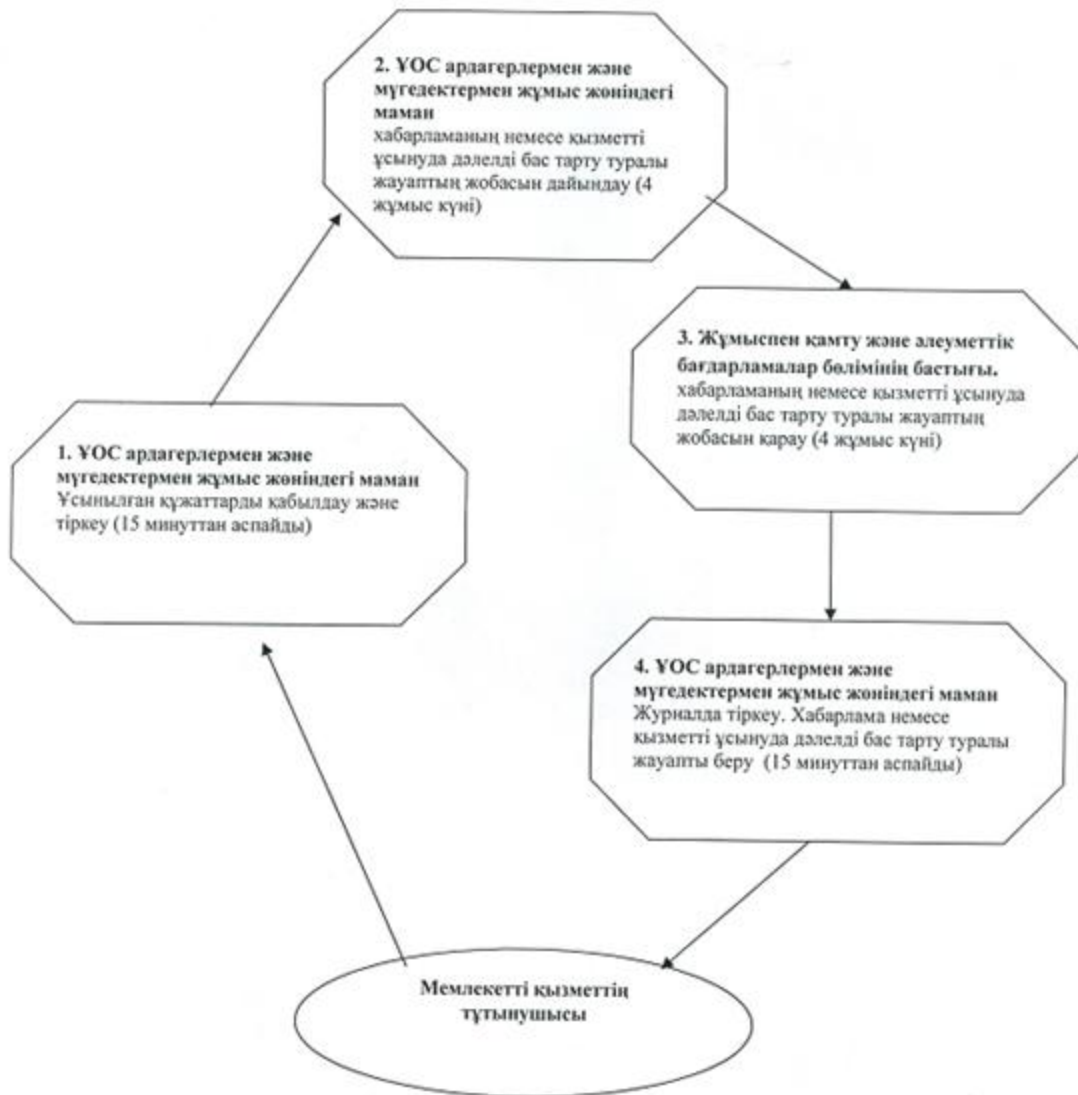 2. ҰОС ардагерлермен және
мүгедектермен жұмыс жөніндегі
маман
хабарламаның немесе қызметті
ұсынуда дәлелді бас тарту туралы
жауаптың жобасын дайындау (4
жұмыс күні)
3. Жұмыспен қамту және әлеуметтік
бағдарламалар бөлімінің бастығы.
хабарламаның немесе қызметті ұсынуда
дәлелді бас тарту туралы жауаптың
жобасын қарау (4 жұмыс күні)
1. ҰОС ардагерлермен және
мүгедектермен жұмыс жөніндегі маман
Ұсынылған құжаттарды қабылдау және
тіркеу (15 минуттан аспайды)
4. ҰОС ардагерлермен және
мүгедектермен жұмыс жөніндегі маман
Журналда тіркеу. Хабарлама немесе
қызметті ұсынуда дәлелді бас тарту туралы
жауапты беру (15 минуттан аспайды)
Мемлекетті қызметтің
тұтынушысы